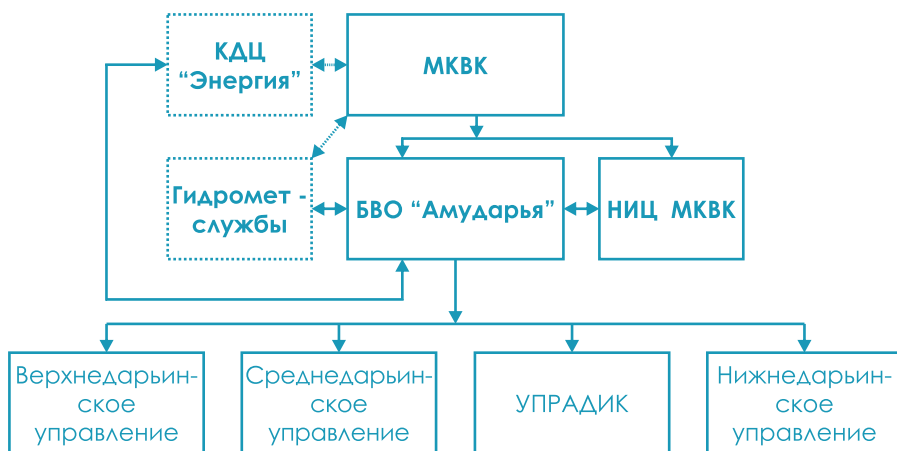 КДЦ
“Энергия”
МКВК
Гидромет -
службы
БВО “Амударья”
НИЦ МКВК
Верхнедарьин-
ское
управление
Среднедарьин-
ское
управление
УПРАДИК
Нижнедарьин-
ское
управление